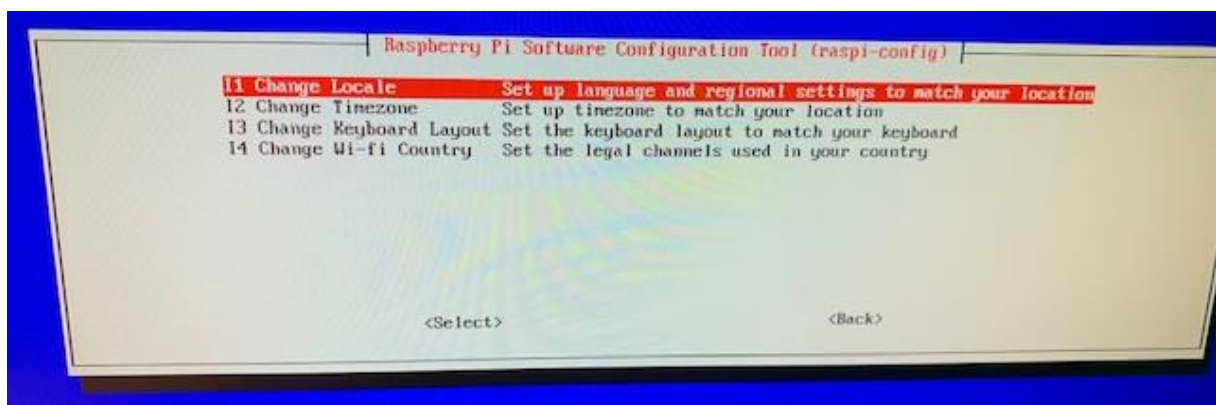 Raspberry Pi Software Configuration Tool (raspi-config)
I1 Change Locale Set up language and regional settings to match your location
I2 Change Timezone Set up timezone to match your location
I3 Change Keyboard Layout Set the keyboard layout to match your keyboard
I4 Change Wi-fi Country Set the legal channels used in your country
<Select> <Back>